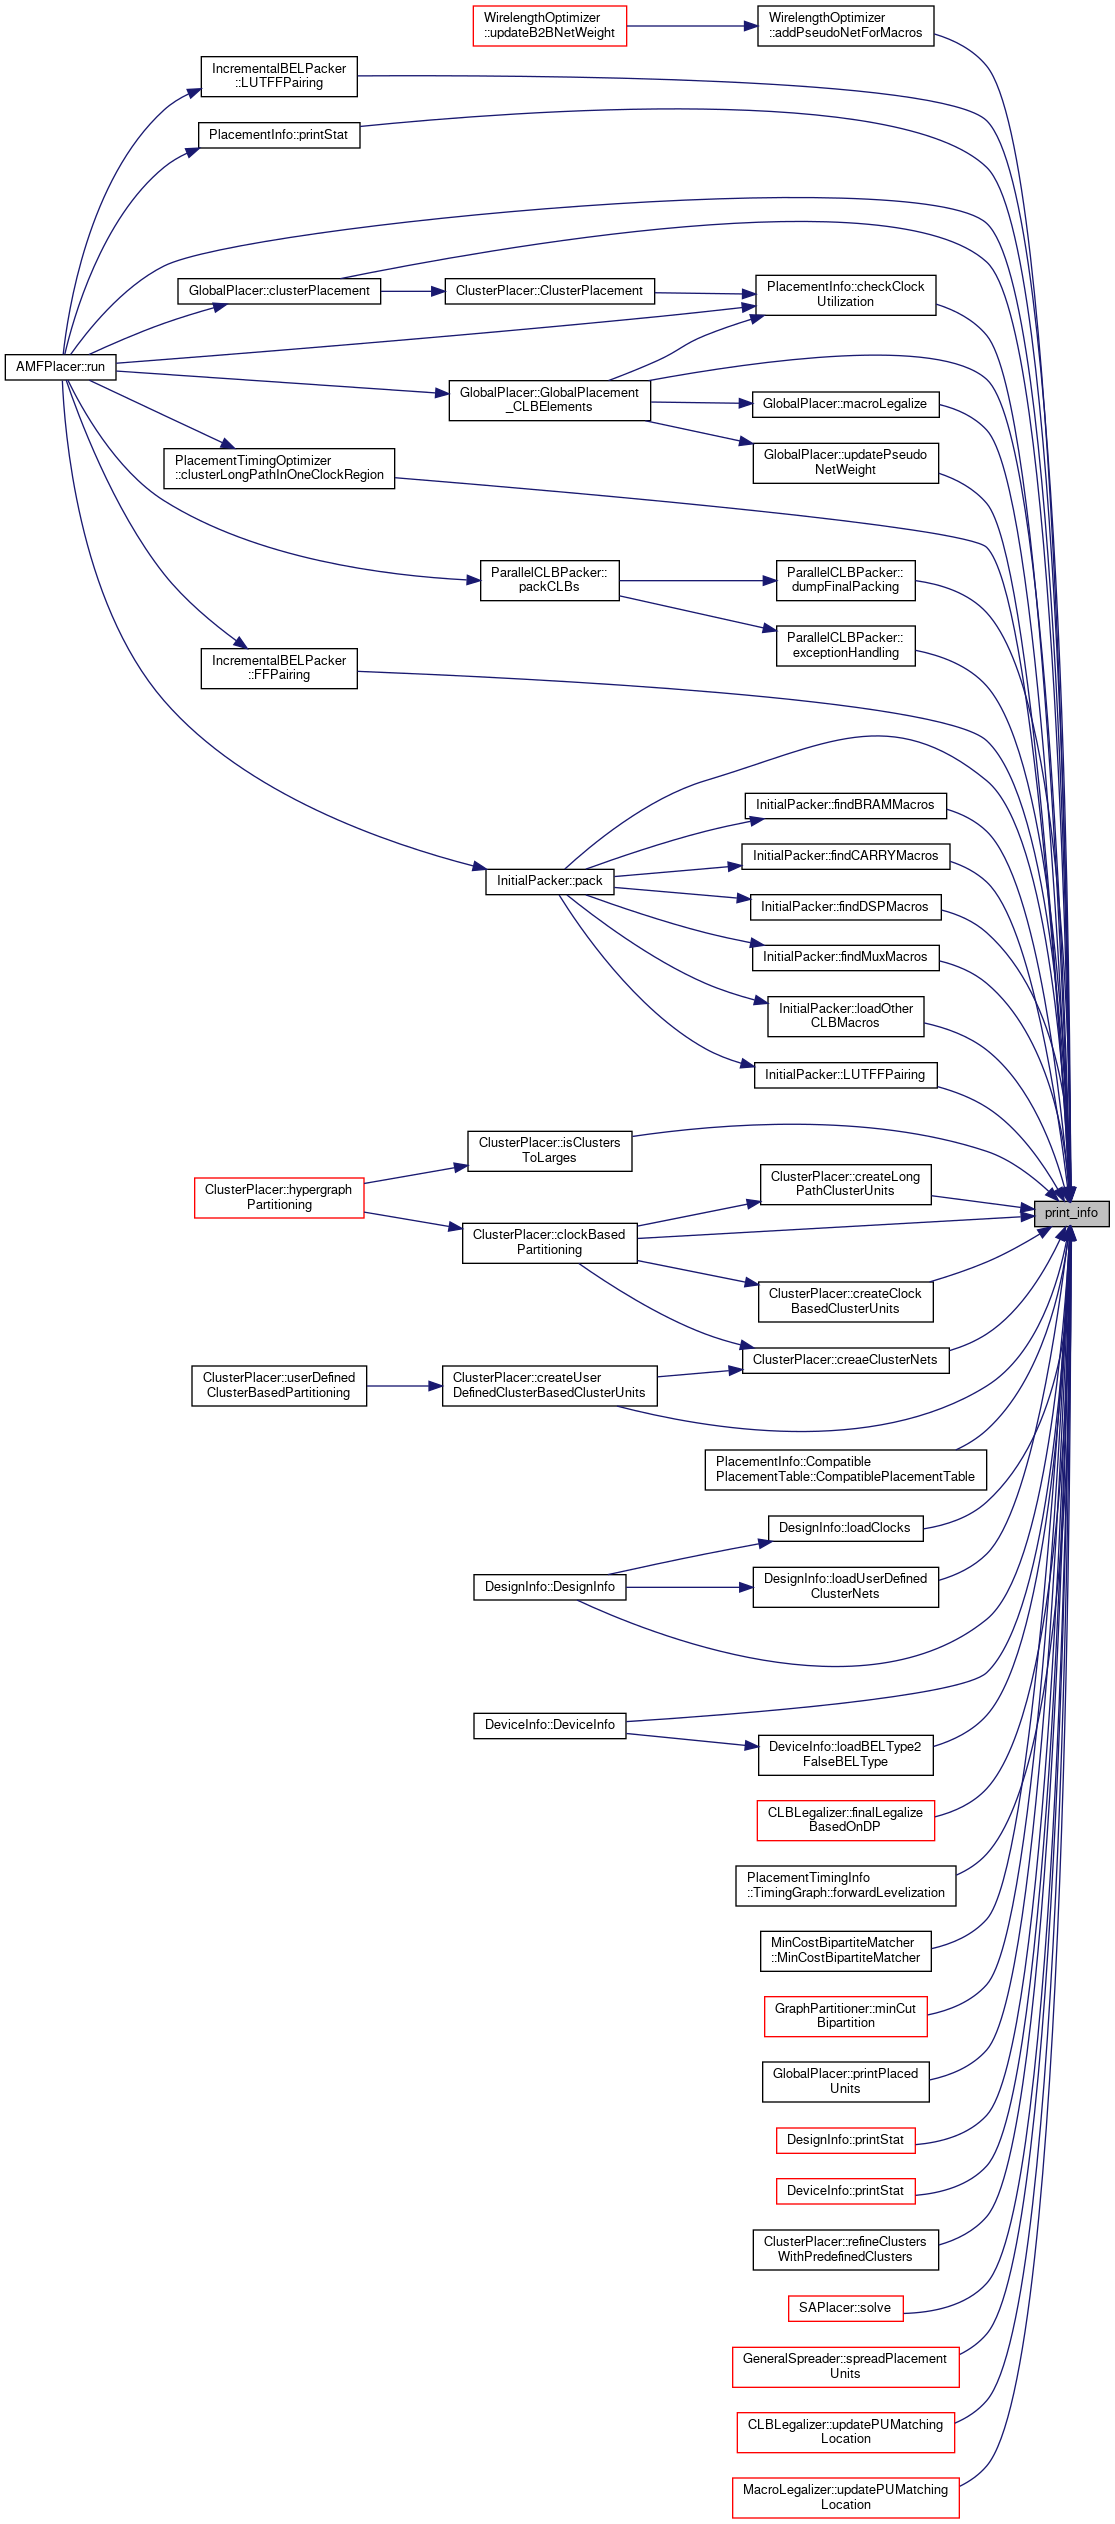 WirelengthOptimizer
::updateB2BNetWeight
WirelengthOptimizer
::addPseudoNetForMacros
IncrementalBELPacker
::LUTFFPairing
PlacementInfo::printStat
GlobalPlacer::clusterPlacement
ClusterPlacer::ClusterPlacement
PlacementInfo::checkClock
Utilization
AMFPlacer::run
GlobalPlacer::GlobalPlacement
_CLBElements
GlobalPlacer::macroLegalize
GlobalPlacer::updatePseudo
NetWeight
PlacementTimingOptimizer
::clusterLongPathInOneClockRegion
ParallelCLBPacker::
packCLBs
ParallelCLBPacker::
dumpFinalPacking
ParallelCLBPacker::
exceptionHandling
IncrementalBELPacker
::FFPairing
InitialPacker::findBRAMMacros
InitialPacker::findCARRYMacros
InitialPacker::pack
InitialPacker::findDSPMacros
InitialPacker::findMuxMacros
InitialPacker::loadOther
CLBMacros
InitialPacker::LUTFFPairing
ClusterPlacer::isClusters
ToLarges
ClusterPlacer::hypergraph
Partitioning
ClusterPlacer::createLong
PathClusterUnits
print_info
ClusterPlacer::clockBased
Partitioning
ClusterPlacer::createClock
BasedClusterUnits
ClusterPlacer::creaeClusterNets
ClusterPlacer::userDefined
ClusterBasedPartitioning
ClusterPlacer::createUser
DefinedClusterBasedClusterUnits
PlacementInfo::Compatible
PlacementTable::CompatiblePlacementTable
DesignInfo::loadClocks
DesignInfo::DesignInfo
DesignInfo::loadUserDefined
ClusterNets
DeviceInfo::DeviceInfo
DeviceInfo::loadBELType2
FalseBELType
CLBLegalizer::finalLegalize
BasedOnDP
PlacementTimingInfo
::TimingGraph::forwardLevelization
MinCostBipartiteMatcher
::MinCostBipartiteMatcher
GraphPartitioner::minCut
Bipartition
GlobalPlacer::printPlaced
Units
DesignInfo::printStat
DeviceInfo::printStat
ClusterPlacer::refineClusters
WithPredefinedClusters
SAPlacer::solve
GeneralSpreader::spreadPlacement
Units
CLBLegalizer::updatePUMatching
Location
MacroLegalizer::updatePUMatching
Location